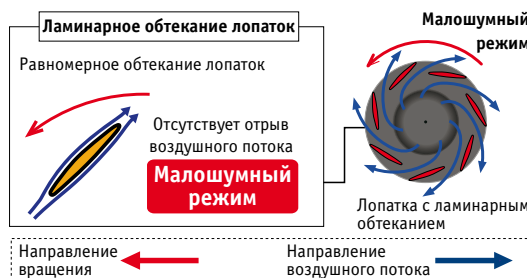 Ламинарное обтекание лопаток
Равномерное обтекание лопаток
Отсутствует отрыв
воздушного потока
Малошумный
режим
Малошумный
режим
Лопатка с ламинарным
обтеканием
Направление
вращения
Направление
воздушного потока